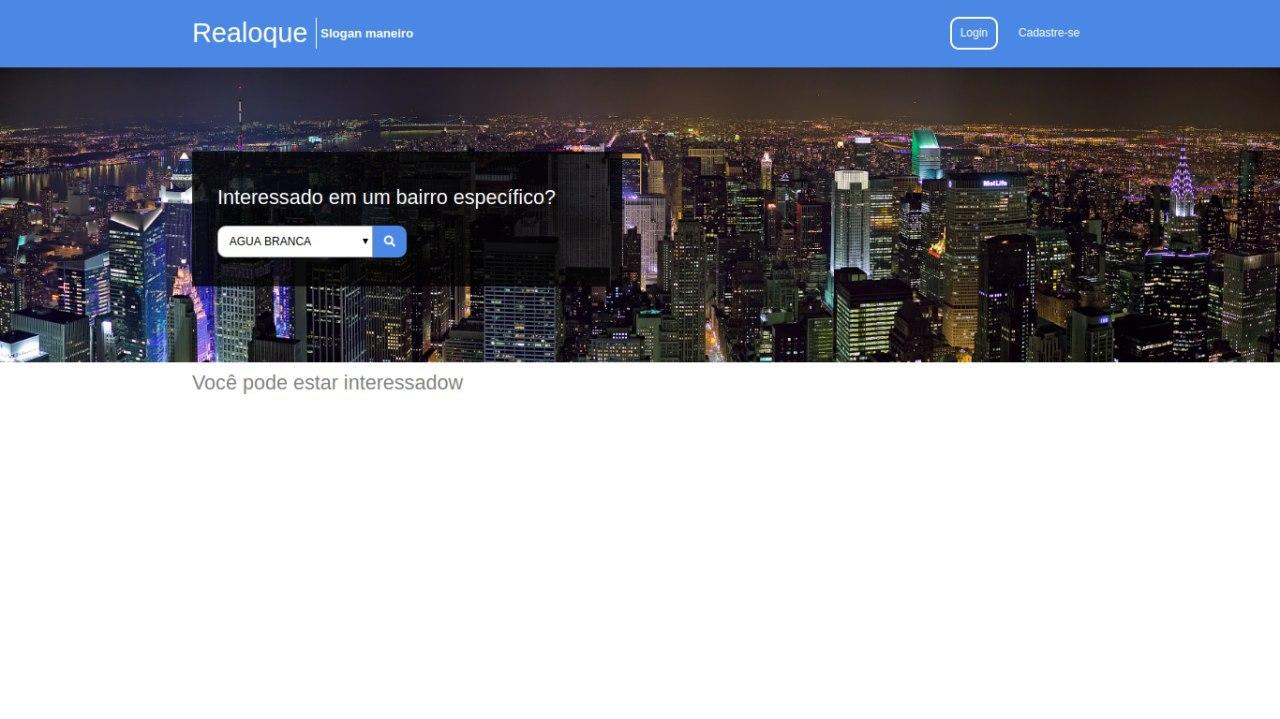 Realoque
Slogan maneiro
Login
Cadastre-se
MetLife
Interessado em um bairro específico?
AGUA BRANCA
Você pode estar interessadow